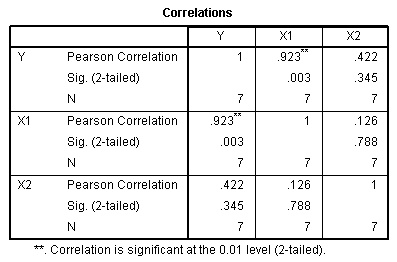 Correlations
Y X1 X2
Y Pearson Correlation 1 .923** .422
Sig. (2-tailed) .003 .345
N 7 7 7
X1 Pearson Correlation .923** 1 .126
Sig. (2-tailed) .003 .788
N 7 7 7
X2 Pearson Correlation .422 .126 1
Sig. (2-tailed) .345 .788
N 7 7 7
**. Correlation is significant at the 0.01 level (2-tailed).